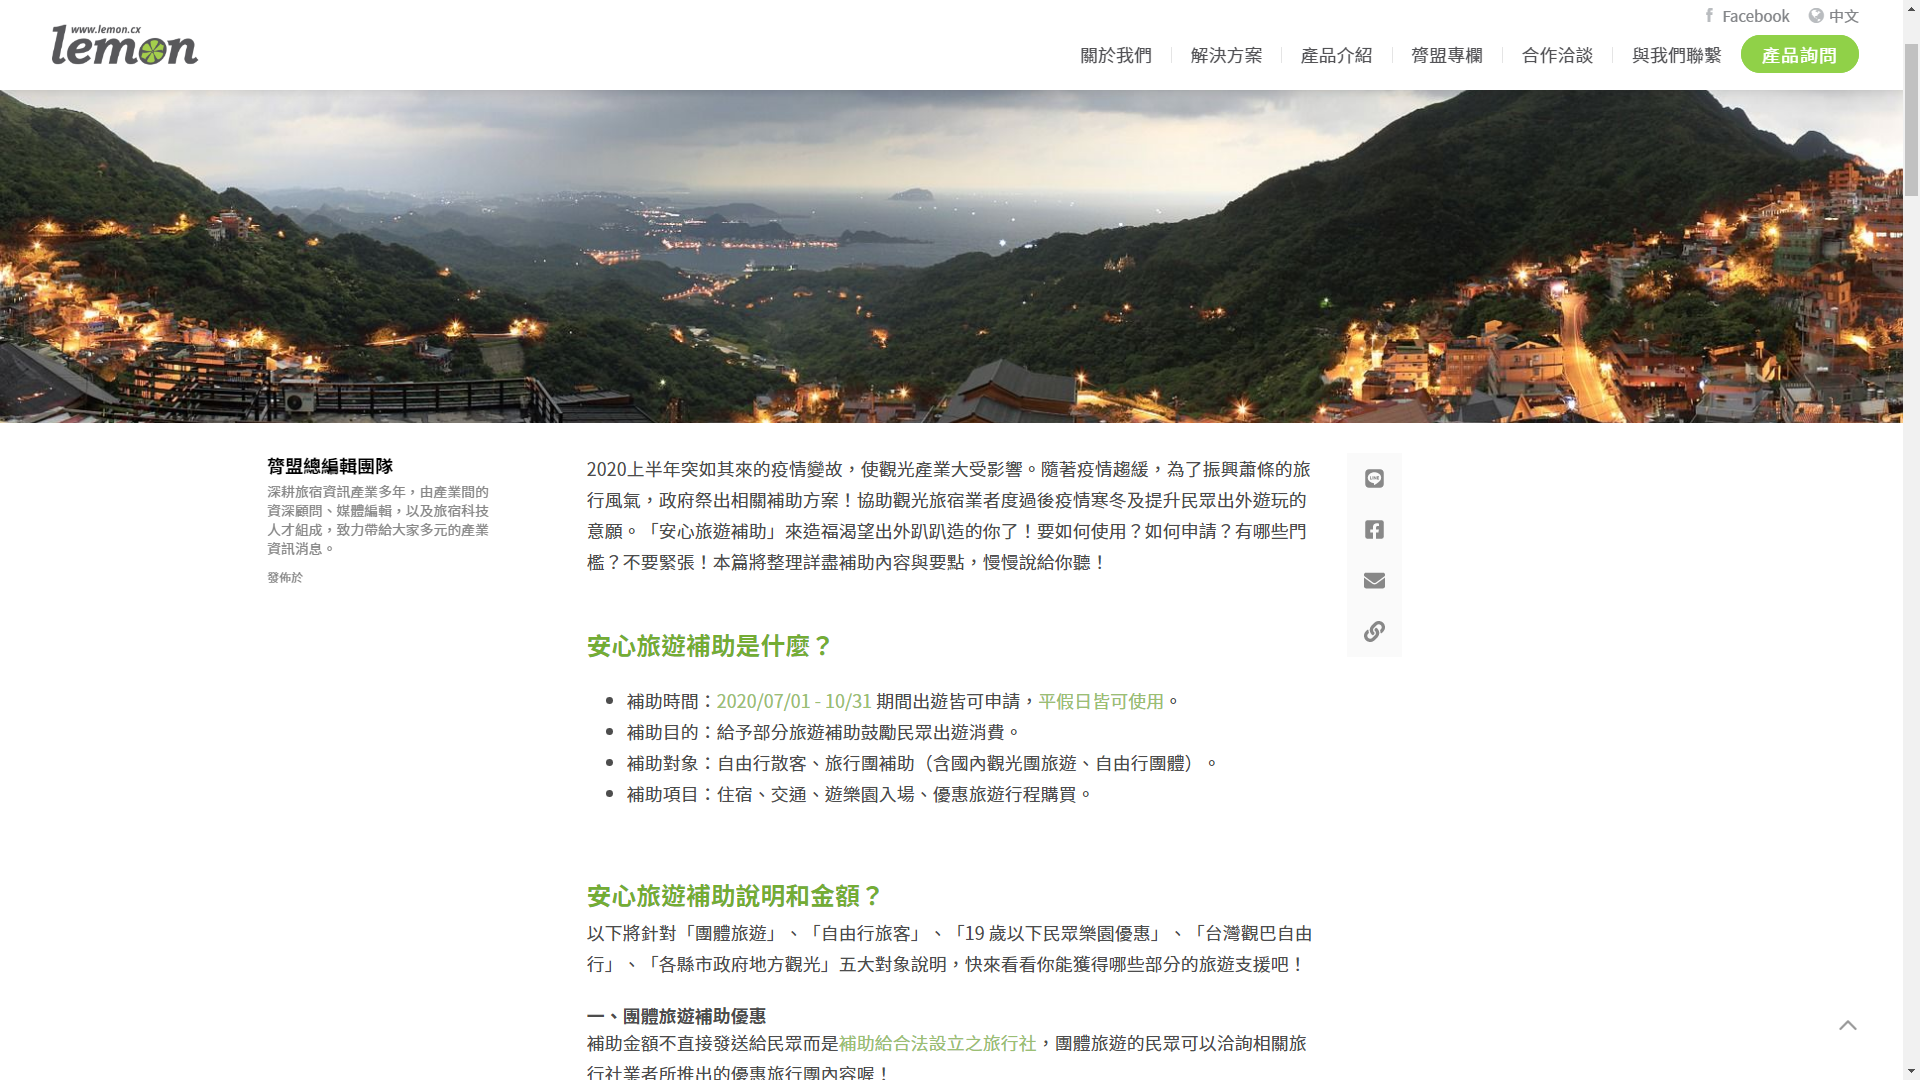 www.lemon.cx
lemon
Facebook
中文
關於我們
解決方案
產品介紹
膂盟專欄
合作洽談
與我們聯繫
產品詢問
膂盟總編輯團隊
深耕旅宿資訊產業多年，由產業間的
資深顧問、媒體編輯，以及旅宿科技
人才組成，致力帶給大家多元的產業
資訊消息。
發佈於
2020上半年突如其來的疫情變故，使觀光產業大受影響。隨著疫情趨緩，為了振興蕭條的旅
行風氣，政府祭出相關補助方案！協助觀光旅宿業者度過後疫情寒冬及提升民眾出外遊玩的
意願。「安心旅遊補助」來造福渴望出外趴趴造的你了！要如何使用？如何申請？有哪些門
檻？不要緊張！本篇將整理詳盡補助內容與要點，慢慢說給你聽！
安心旅遊補助是什麼？
• 補助時間：2020/07/01 - 10/31 期間出遊皆可申請，平假日皆可使用。
• 補助目的：給予部分旅遊補助鼓勵民眾出遊消費。
• 補助對象：自由行散客、旅行團補助（含國內觀光團旅遊、自由行團體）。
• 補助項目：住宿、交通、遊樂園入場、優惠旅遊行程購買。
安心旅遊補助說明和金額？
以下將針對「團體旅遊」、「自由行旅客」、「19 歲以下民眾樂園優惠」、「台灣觀巴自由
行」、「各縣市政府地方觀光」五大對象說明，快來看看你能獲得哪些部分的旅遊支援吧！
一、團體旅遊補助優惠
補助金額不直接發送給民眾而是補助給合法設立之旅行社，團體旅遊的民眾可以洽詢相關旅
行社業者所推出的優惠旅行團內容喔！